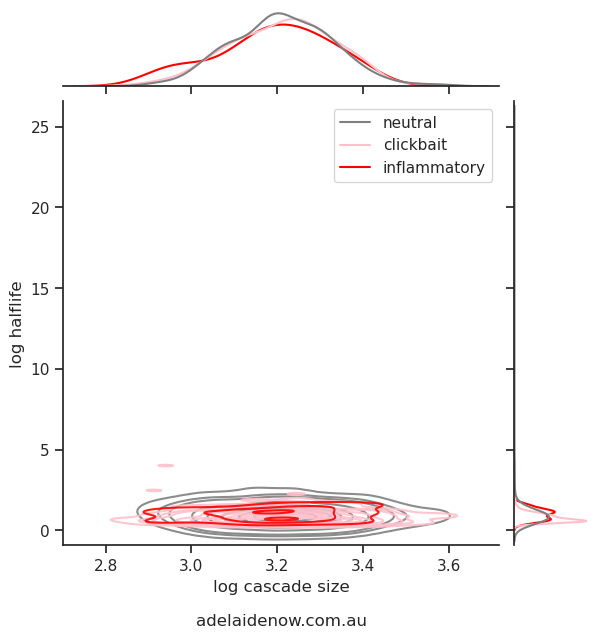 neutral
clickbait
inflammatory
25
20
15
10
5
0
log halflife
2.8 3.0 3.2 3.4 3.6
log cascade size
adelaidenow.com.au